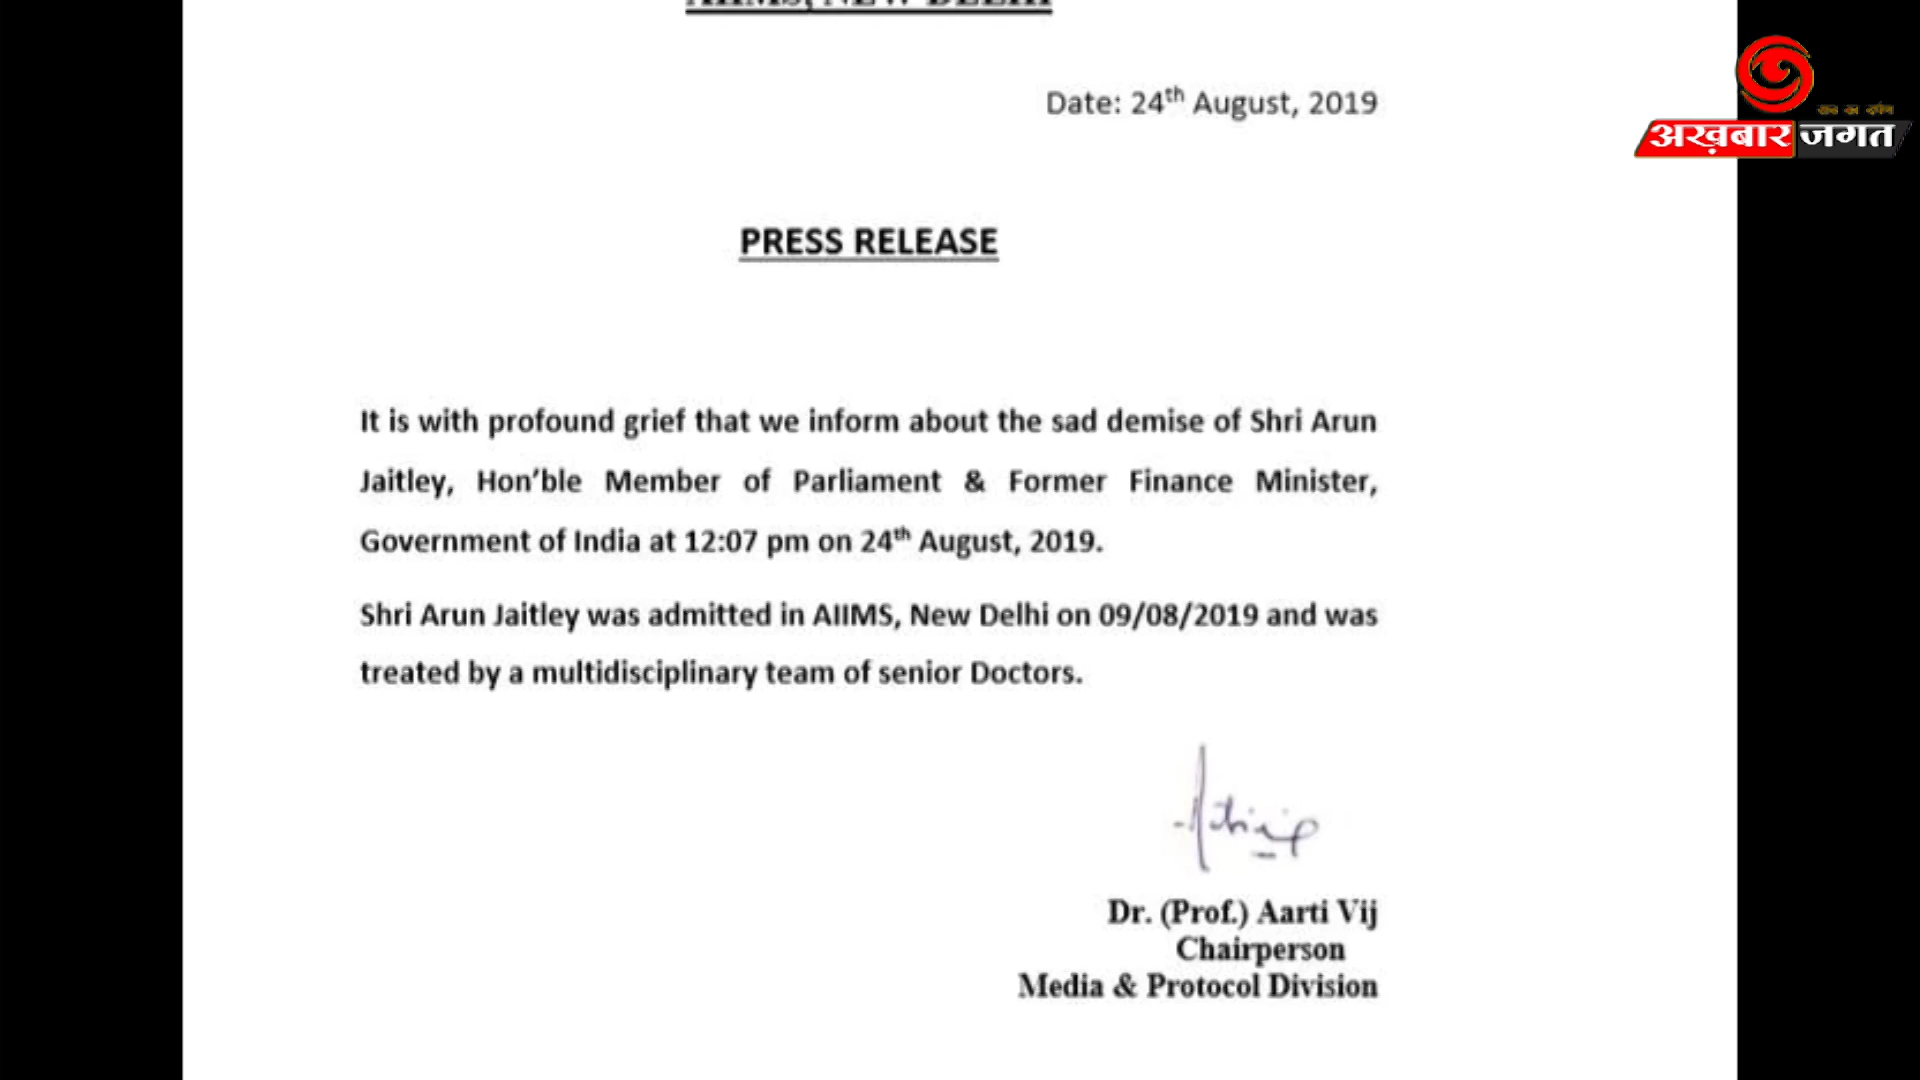 AIIMS, NEW DELHI
Date: 24th August, 2019
अख़बार जगत
PRESS RELEASE
It is with profound grief that we inform about the sad demise of Shri Arun
Jaitley, Hon’ble Member of Parliament & Former Finance Minister,
Government of India at 12:07 pm on 24th August, 2019.
Shri Arun Jaitley was admitted in AIIMS, New Delhi on 09/08/2019 and was
treated by a multidisciplinary team of senior Doctors.
Dr. (Prof.) Aarti Vij
Chairperson
Media & Protocol Division